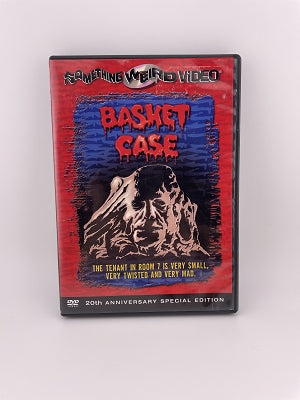 SOMETHING WEIRD VIDEO
BASKET
CASE
THE TENANT IN ROOM 7 IS VERY SMALL,
VERY TWISTED AND VERY MAD.
DVD 20th ANNIVERSARY SPECIAL EDITION